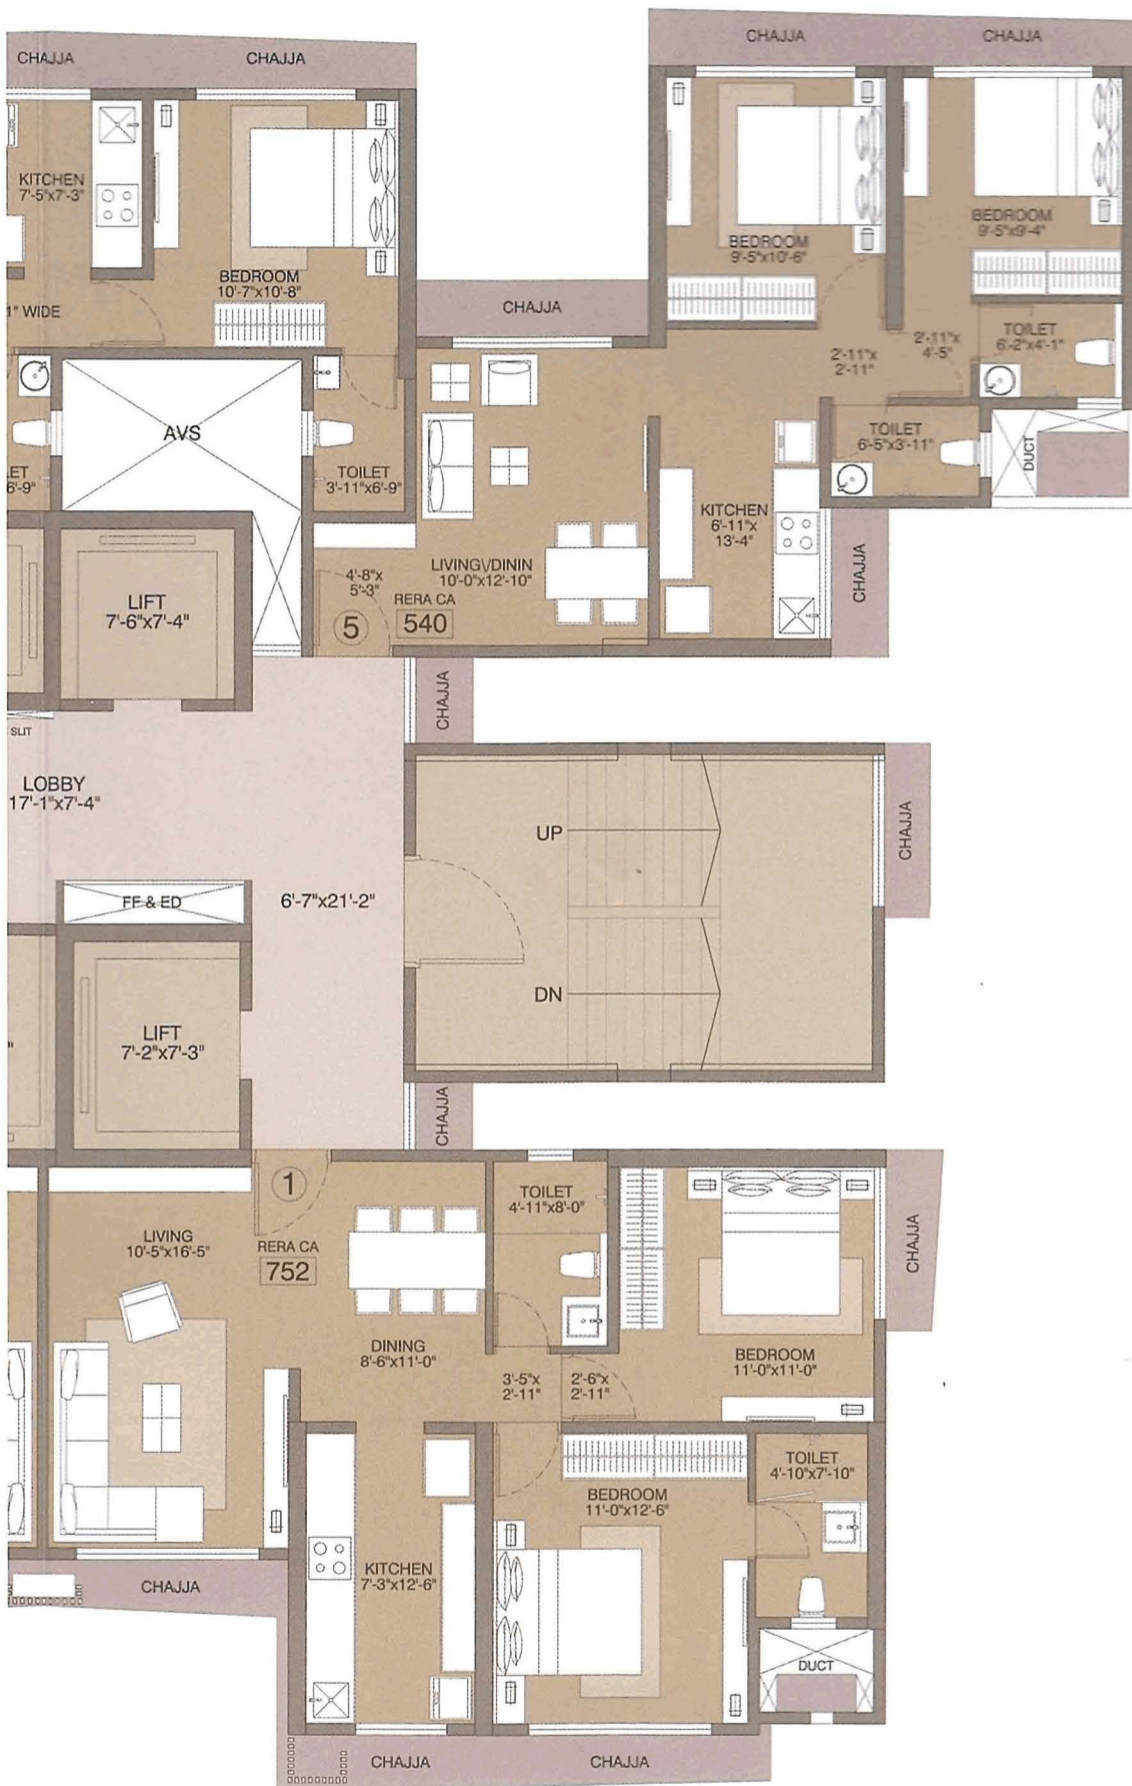 CHAJJA
CHAJJA
CHAJJA
CHAJJA
KITCHEN
7'-5"x7'-3"
BEDROOM
10'-7"x10'-8"
BEDROOM
9'-5"x10'-6"
BEDROOM
9'-5"x9'-4"
1" WIDE
CHAJJA
TOILET
6'-2"x4'-1"
2'-11"x
4'-5"
2'-11"x
2'-11"
AVS
TOILET
6'-5"x3'-11"
DUCT
LET
6'-9"
TOILET
3'-11"x6'-9"
KITCHEN
6'-11"x
13'-4"
LIVING\/DININ
10'-0"x12'-10"
CHAJJA
4'-8"x
5'-3"
RERA CA
5
540
LIFT
7'-6"x7'-4"
CHAJJA
SLIT
LOBBY
17'-1"x7'-4"
UP
CHAJJA
FF & ED
6'-7"x21'-2"
DN
LIFT
7'-2"x7'-3"
CHAJJA
1
TOILET
4'-11"x8'-0"
LIVING
10'-5"x16'-5"
RERA CA
752
CHAJJA
DINING
8'-6"x11'-0"
BEDROOM
11'-0"x11'-0"
3'-5"x
2'-11"
2'-6"x
2'-11"
TOILET
4'-10"x7'-10"
BEDROOM
11'-0"x12'-6"
KITCHEN
7'-3"x12'-6"
CHAJJA
DUCT
CHAJJA
CHAJJA